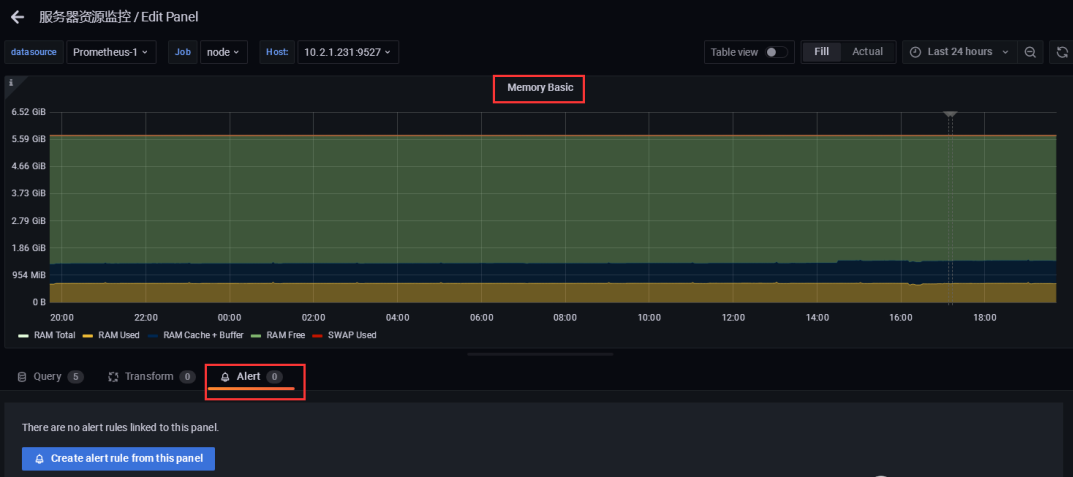 服务器资源监控 / Edit Panel
datasource Prometheus-1 Job node Host: 10.2.1.231:9527 Table view Fill Actual Last 24 hours
i
Memory Basic
6.52 GiB
5.59 GiB
4.66 GiB
3.73 GiB
2.79 GiB
1.86 GiB
954 MiB
0 B
20:00 22:00 00:00 02:00 04:00 06:00 08:00 10:00 12:00 14:00 16:00 18:00
RAM Total RAM Used RAM Cache + Buffer RAM Free SWAP Used
Query 5 Transform 0 Alert 0
There are no alert rules linked to this panel.
Create alert rule from this panel